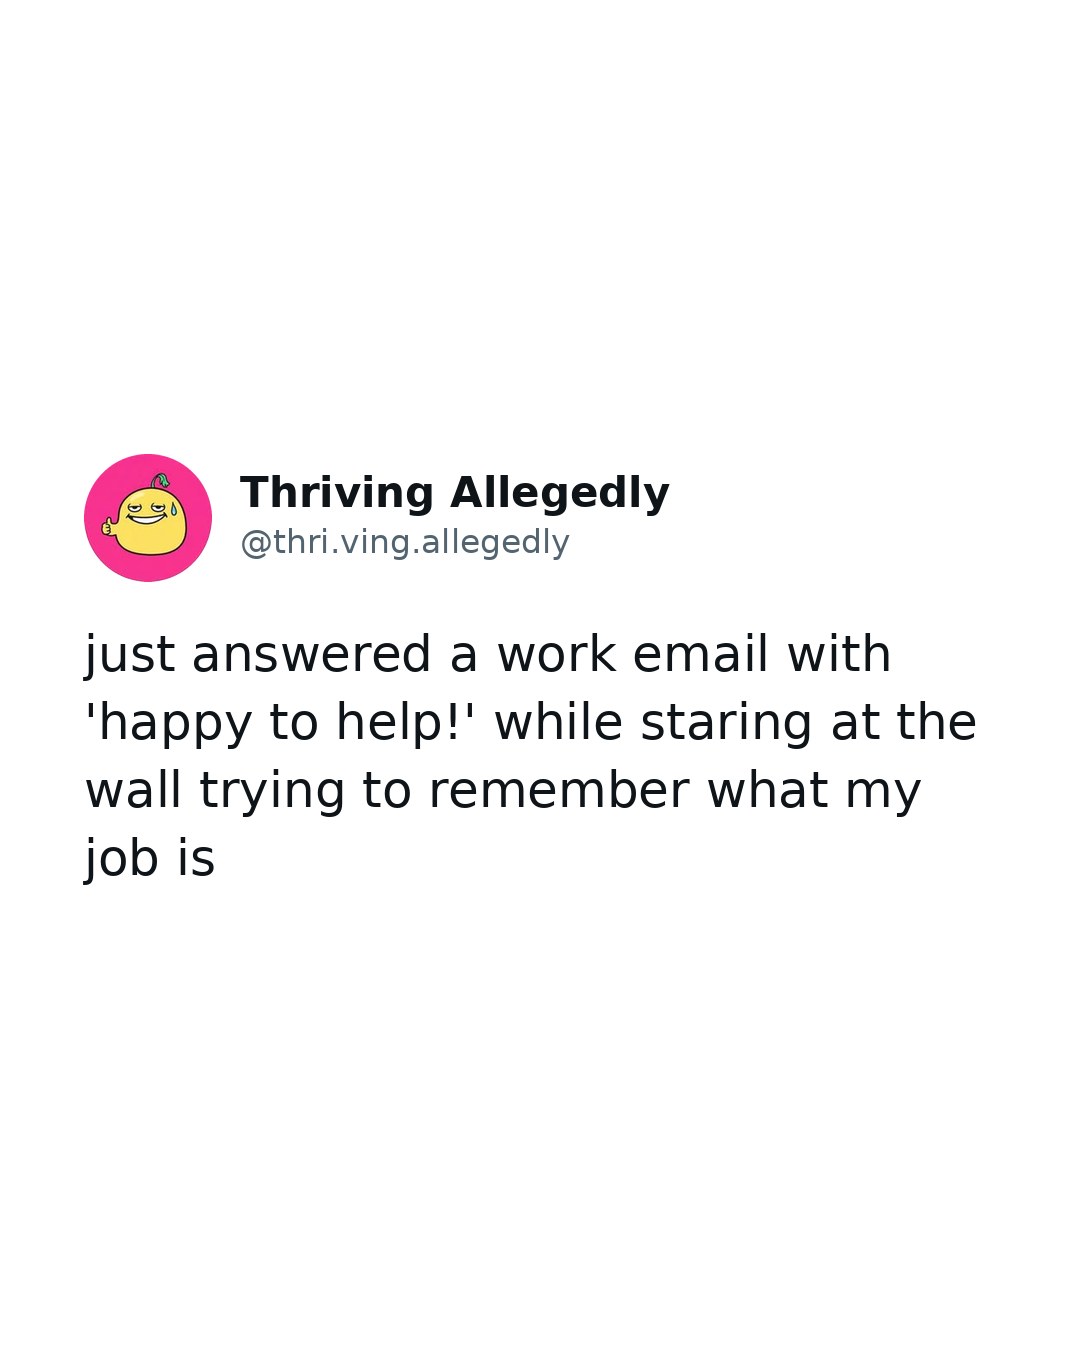 Thriving Allegedly
@thri.ving.allegedly
just answered a work email with
'happy to help!' while staring at the
wall trying to remember what my
job is